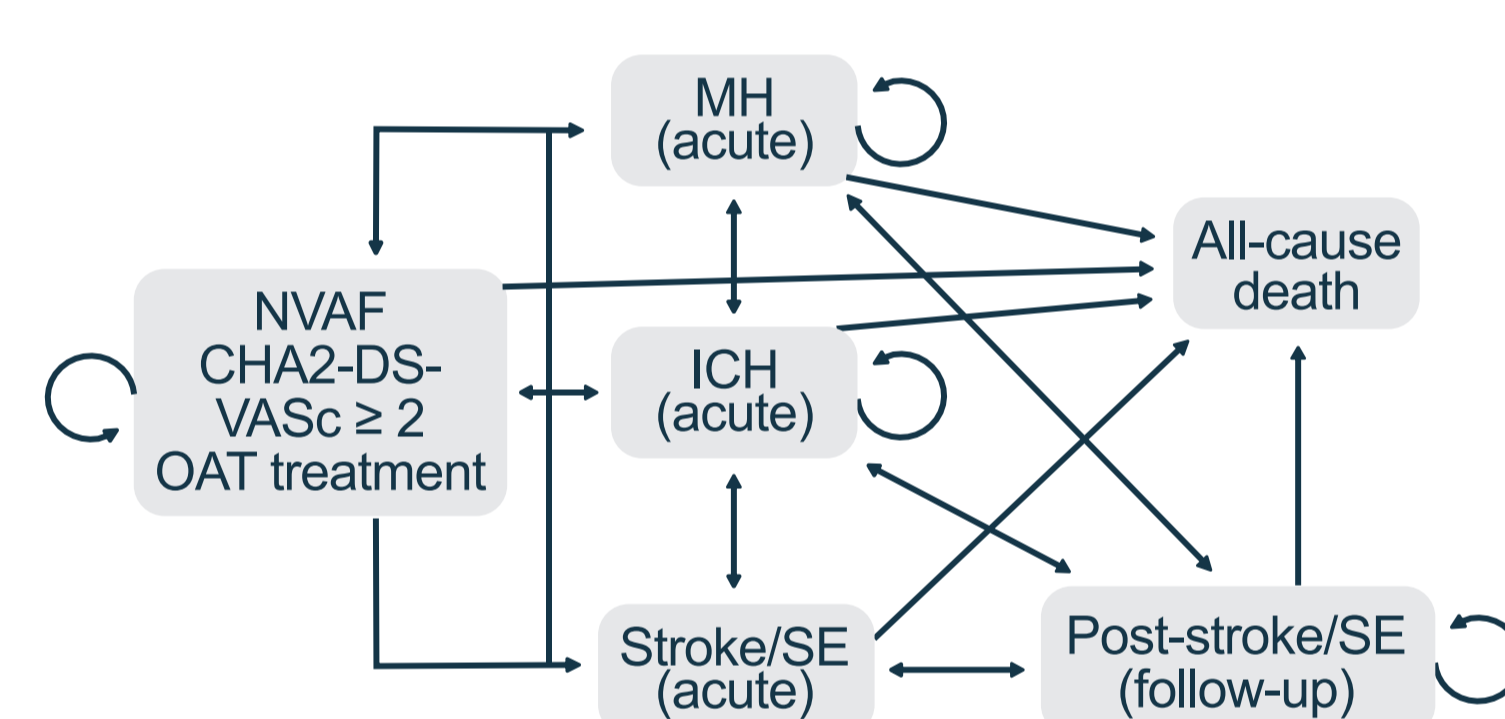 MH
(acute)
All-cause
death
NVAF
CHA2-DS-
VASc ≥ 2
OAT treatment
ICH
(acute)
Stroke/SE
(acute)
Post-stroke/SE
(follow-up)